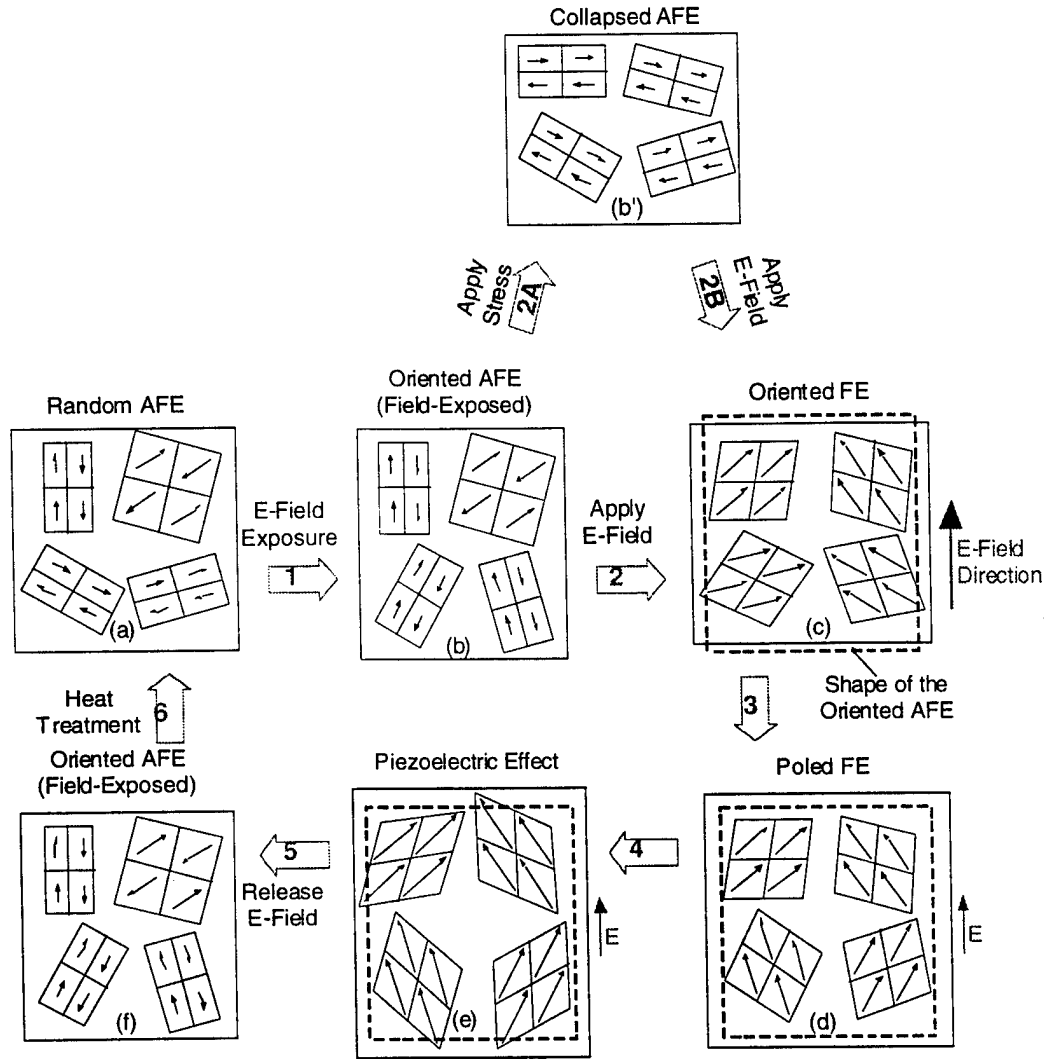 Collapsed AFE
(b')
Apply
Stress
2A
2B
Apply
E-Field
Random AFE
(a)
E-Field
Exposure
1
Oriented AFE
(Field-Exposed)
(b)
Apply
E-Field
2
Oriented FE
(c)
E-Field
Direction
Shape of the
Oriented AFE
3
Heat
Treatment
6
Oriented AFE
(Field-Exposed)
(f)
5
Release
E-Field
Piezoelectric Effect
(e)
E
4
Poled FE
(d)
E